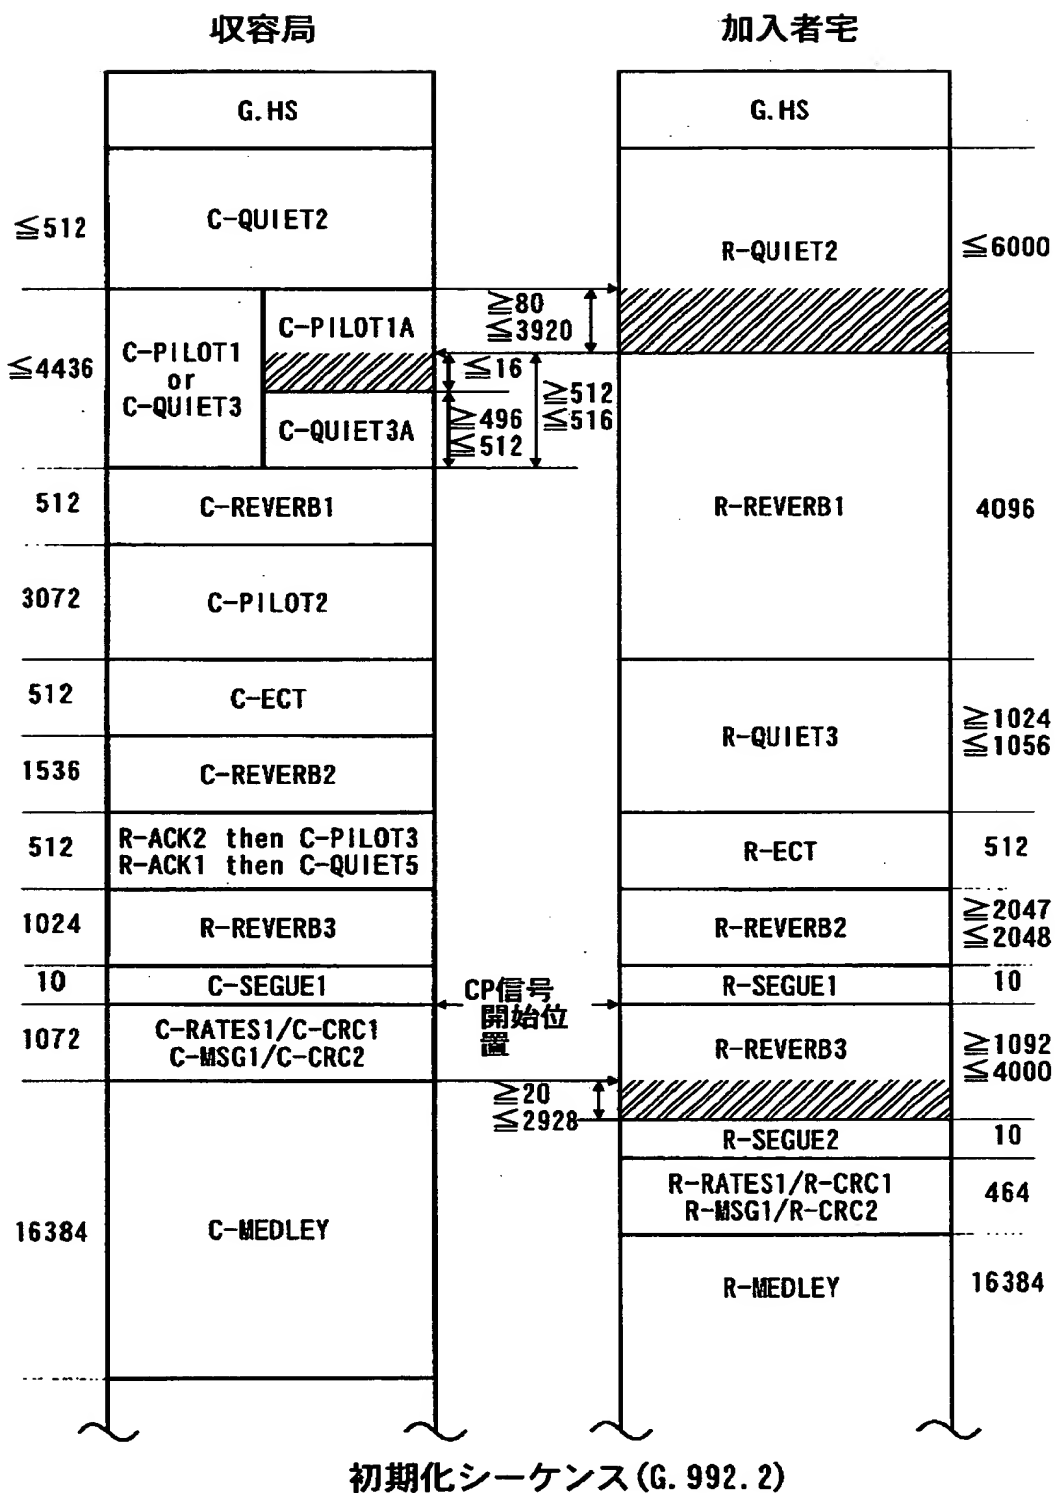 収容局
加入者宅
G.HS
G.HS
≦512
C-QUIET2
R-QUIET2
≦6000
≦4436
C-PILOT1
or
C-QUIET3
C-PILOT1A
C-QUIET3A
≧80
≦3920
≦16
≧496
≦512
≧512
≦516
512
C-REVERB1
R-REVERB1
4096
3072
C-PILOT2
512
C-ECT
R-QUIET3
≧1024
≦1056
1536
C-REVERB2
512
R-ACK2 then C-PILOT3
R-ACK1 then C-QUIET5
R-ECT
512
1024
R-REVERB3
R-REVERB2
≧2047
≦2048
10
C-SEGUE1
CP信号
開始位
置
R-SEGUE1
10
1072
C-RATES1/C-CRC1
C-MSG1/C-CRC2
R-REVERB3
≧1092
≦4000
≧20
≦2928
R-SEGUE2
10
R-RATES1/R-CRC1
R-MSG1/R-CRC2
464
16384
C-MEDLEY
R-MEDLEY
16384
初期化シーケンス(G.992.2)